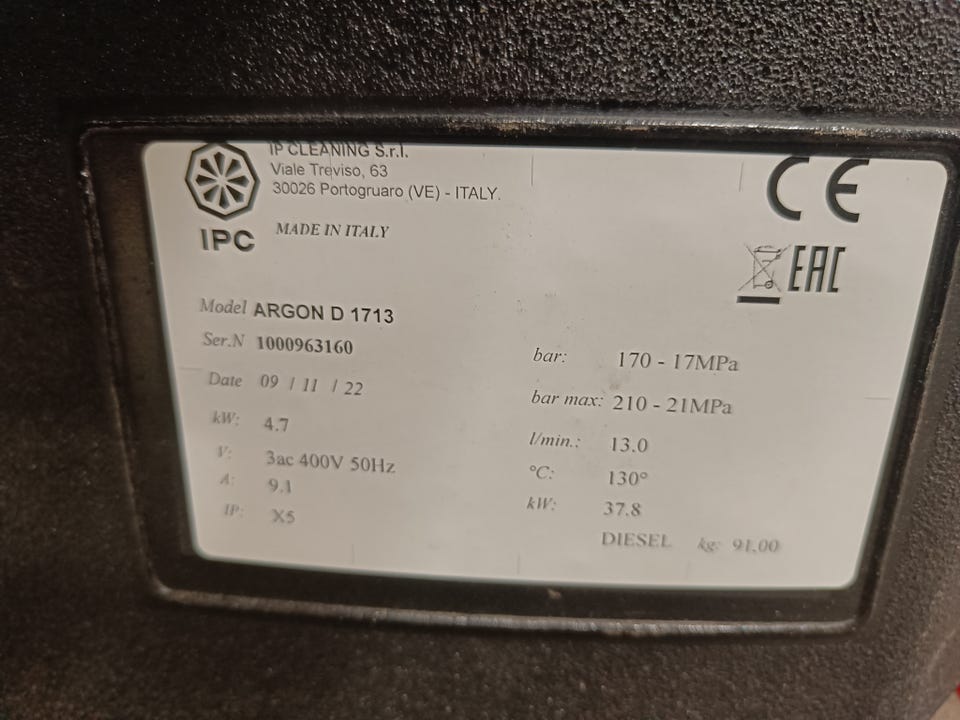 IP CLEANING S.r.l.
Viale Treviso, 63
30026 Portogruaro (VE) - ITALY.
IPC
MADE IN ITALY
CE
EAC
Model ARGON D 1713
Ser.N 1000963160
Date 09 / 11 / 22
kW: 4.7
V: 3ac 400V 50Hz
A: 9.1
IP: X5
bar: 170 - 17MPa
bar max: 210 - 21MPa
l/min.: 13.0
°C: 130°
kW: 37.8
DIESEL kg: 91.00